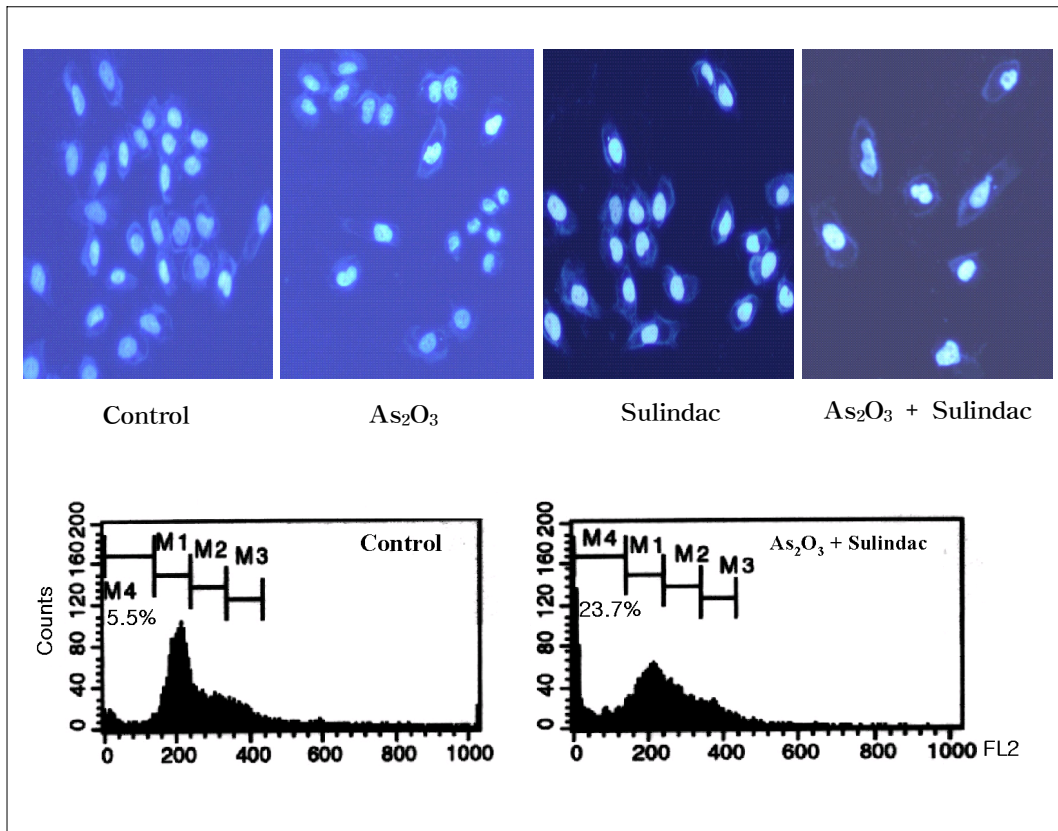 Control
As₂O₃
Sulindac
As₂O₃ + Sulindac
Counts
200
160
120
80
40
0
M1
M2
M3
M4
5.5%
Control
0
200
400
600
800
1000
200
160
120
80
40
0
M4
M1
M2
M3
23.7%
As₂O₃ + Sulindac
0
200
400
600
800
1000
FL2